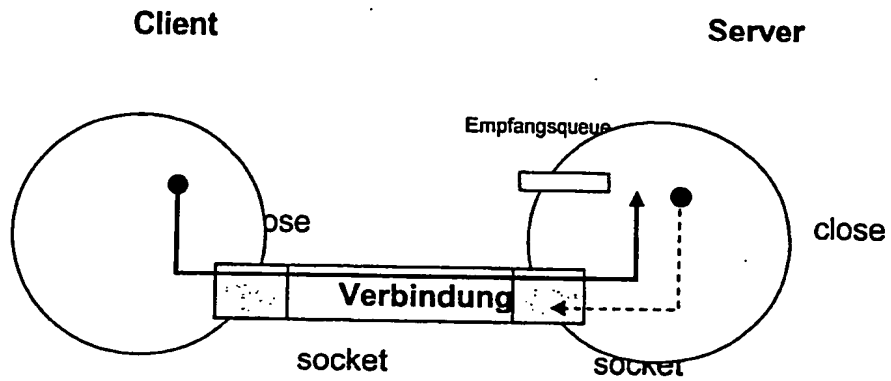 Client
Server
Empfangsqueue
ose
close
Verbindung
socket
socket